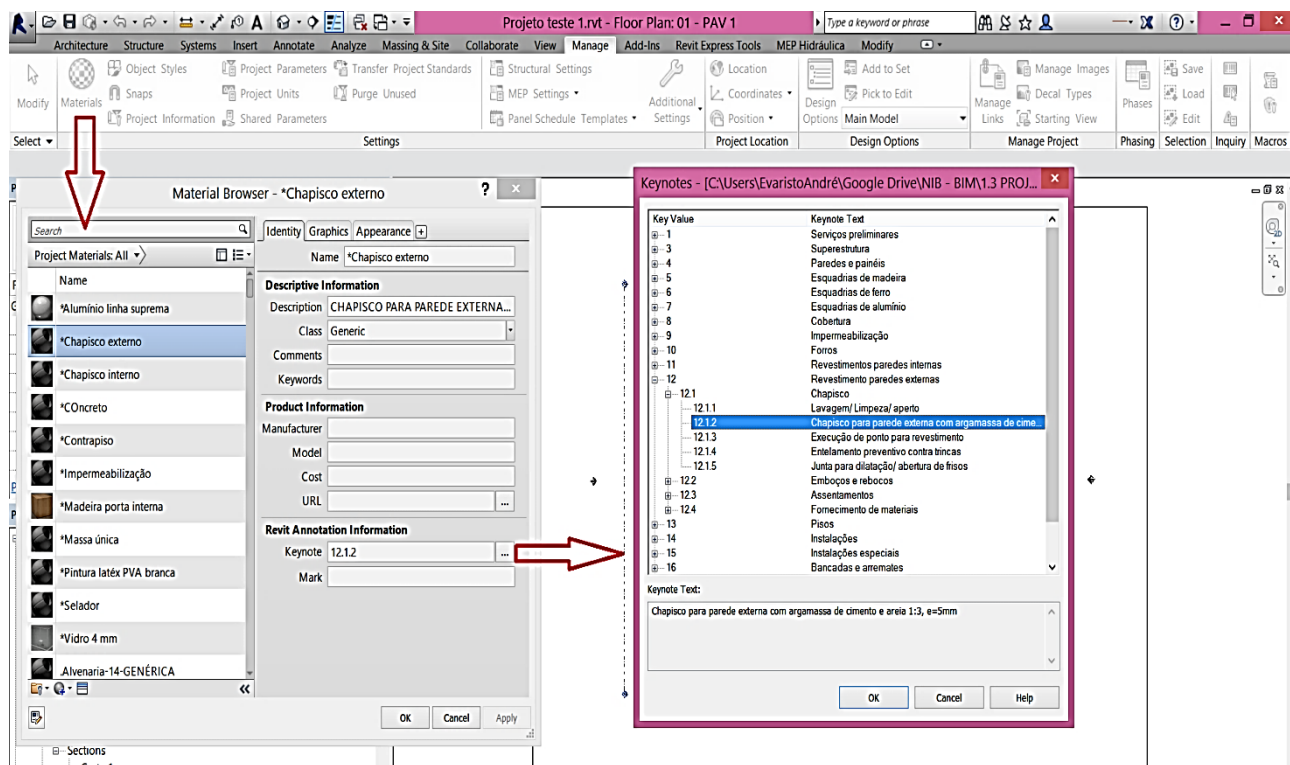 Projeto teste 1.rvt - Floor Plan: 01 - PAV 1
Type a keyword or phrase
Architecture Structure Systems Insert Annotate Analyze Massing & Site Collaborate View Manage Add-Ins Revit Express Tools MEP Hidráulica Modify
Modify
Materials
Object Styles
Snaps
Project Information
Project Parameters
Project Units
Shared Parameters
Transfer Project Standards
Purge Unused
Structural Settings
MEP Settings
Panel Schedule Templates
Additional Settings
Location
Coordinates
Position
Design Options
Add to Set
Pick to Edit
Main Model
Manage Links
Manage Images
Decal Types
Starting View
Phases
Save
Load
Edit
Select Settings Project Location Design Options Manage Project Phasing Selection Inquiry Macros
Material Browser - *Chapisco externo
Search
Project Materials: All
Name
*Alumínio linha suprema
*Chapisco externo
*Chapisco interno
*COncreto
*Contrapiso
*Impermeabilização
*Madeira porta interna
*Massa única
*Pintura latéx PVA branca
*Selador
*Vidro 4 mm
.Alvenaria-14-GENÉRICA
Identity Graphics Appearance
Name *Chapisco externo
Descriptive Information
Description CHAPISCO PARA PAREDE EXTERNA...
Class Generic
Comments
Keywords
Product Information
Manufacturer
Model
Cost
URL ...
Revit Annotation Information
Keynote 12.1.2 ...
Mark
OK Cancel Apply
Sections
Keynotes - [C:\Users\EvaristoAndré\Google Drive\NIB - BIM\1.3 PROJ...
Key Value Keynote Text
1 Serviços preliminares
3 Superestrutura
4 Paredes e painéis
5 Esquadrias de madeira
6 Esquadrias de ferro
7 Esquadrias de alumínio
8 Cobertura
9 Impermeabilização
10 Forros
11 Revestimentos paredes internas
12 Revestimento paredes externas
12.1 Chapisco
12.1.1 Lavagem/ Limpeza/ aperto
12.1.2 Chapisco para parede externa com argamassa de cime...
12.1.3 Execução de ponto para revestimento
12.1.4 Entelamento preventivo contra trincas
12.1.5 Junta para dilatação/ abertura de frisos
12.2 Emboços e rebocos
12.3 Assentamentos
12.4 Fornecimento de materiais
13 Pisos
14 Instalações
15 Instalações especiais
16 Bancadas e arremates
Keynote Text:
Chapisco para parede externa com argamassa de cimento e areia 1:3, e=5mm
OK Cancel Help